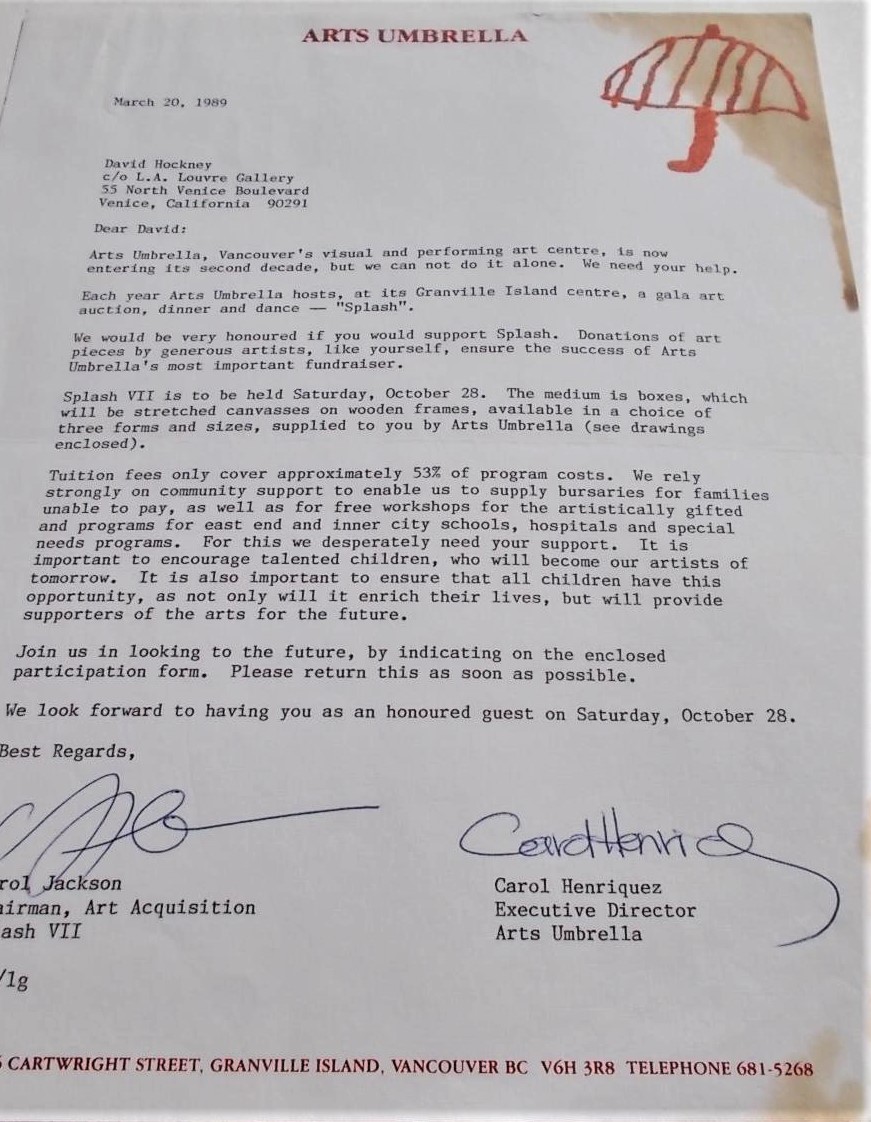 ARTS UMBRELLA
March 20, 1989
David Hockney
c/o L.A. Louvre Gallery
55 North Venice Boulevard
Venice, California 90291
Dear David:
Arts Umbrella, Vancouver's visual and performing art centre, is now
entering its second decade, but we can not do it alone. We need your help.
Each year Arts Umbrella hosts, at its Granville Island centre, a gala art
auction, dinner and dance — "Splash".
We would be very honoured if you would support Splash. Donations of art
pieces by generous artists, like yourself, ensure the success of Arts
Umbrella's most important fundraiser.
Splash VII is to be held Saturday, October 28. The medium is boxes, which
will be stretched canvasses on wooden frames, available in a choice of
three forms and sizes, supplied to you by Arts Umbrella (see drawings
enclosed).
Tuition fees only cover approximately 53% of program costs. We rely
strongly on community support to enable us to supply bursaries for families
unable to pay, as well as for free workshops for the artistically gifted
and programs for east end and inner city schools, hospitals and special
needs programs. For this we desperately need your support. It is
important to encourage talented children, who will become our artists of
tomorrow. It is also important to ensure that all children have this
opportunity, as not only will it enrich their lives, but will provide
supporters of the arts for the future.
Join us in looking to the future, by indicating on the enclosed
participation form. Please return this as soon as possible.
We look forward to having you as an honoured guest on Saturday, October 28.
Best Regards,
Carol Henriq
rol Jackson
airman, Art Acquisition
ash VII
Carol Henriquez
Executive Director
Arts Umbrella
/lg
CARTWRIGHT STREET, GRANVILLE ISLAND, VANCOUVER BC V6H 3R8 TELEPHONE 681-5268